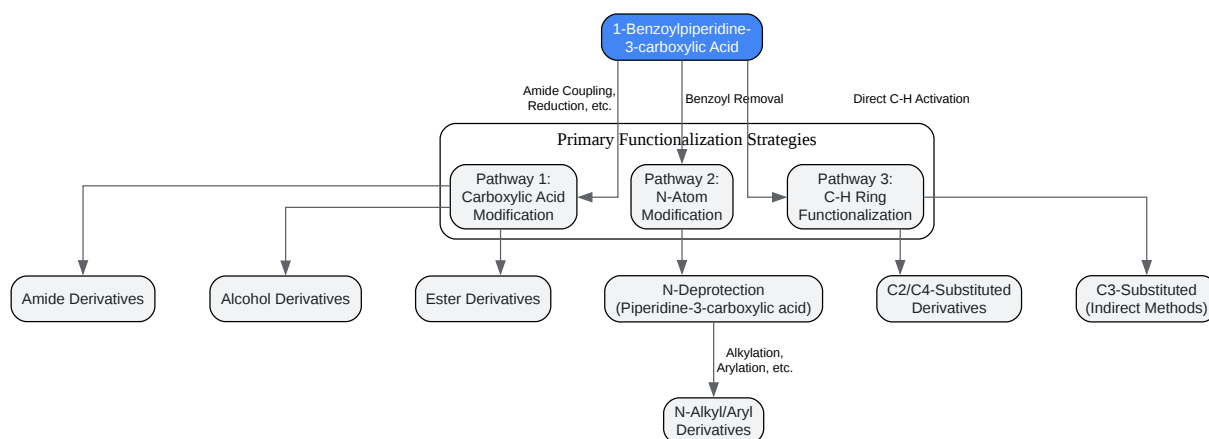 1-Benzoylpiperidine-
3-carboxylic Acid
Amide Coupling,
Reduction, etc.
Benzoyl Removal
Direct C-H Activation
Primary Functionalization Strategies
Pathway 1:
Carboxylic Acid
Modification
Pathway 2:
N-Atom
Modification
Pathway 3:
C-H Ring
Functionalization
Amide Derivatives
Alcohol Derivatives
Ester Derivatives
N-Deprotection
(Piperidine-3-carboxylic acid)
C2/C4-Substituted
Derivatives
C3-Substituted
(Indirect Methods)
Alkylation,
Arylation, etc.
N-Alkyl/Aryl
Derivatives